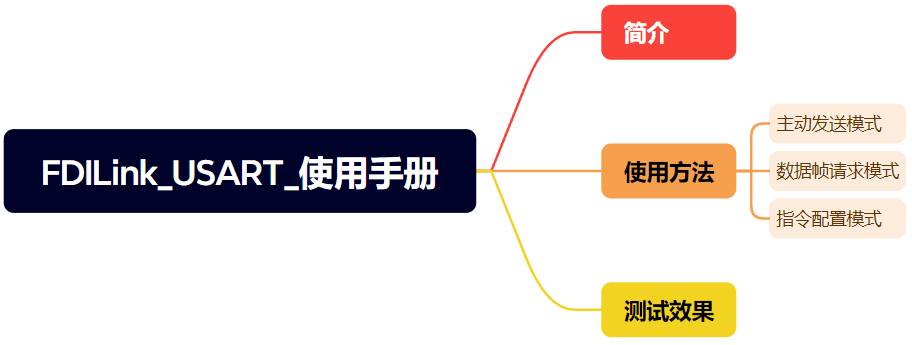 FDILink_USART_使用手册
简介
使用方法
主动发送模式
数据帧请求模式
指令配置模式
测试效果